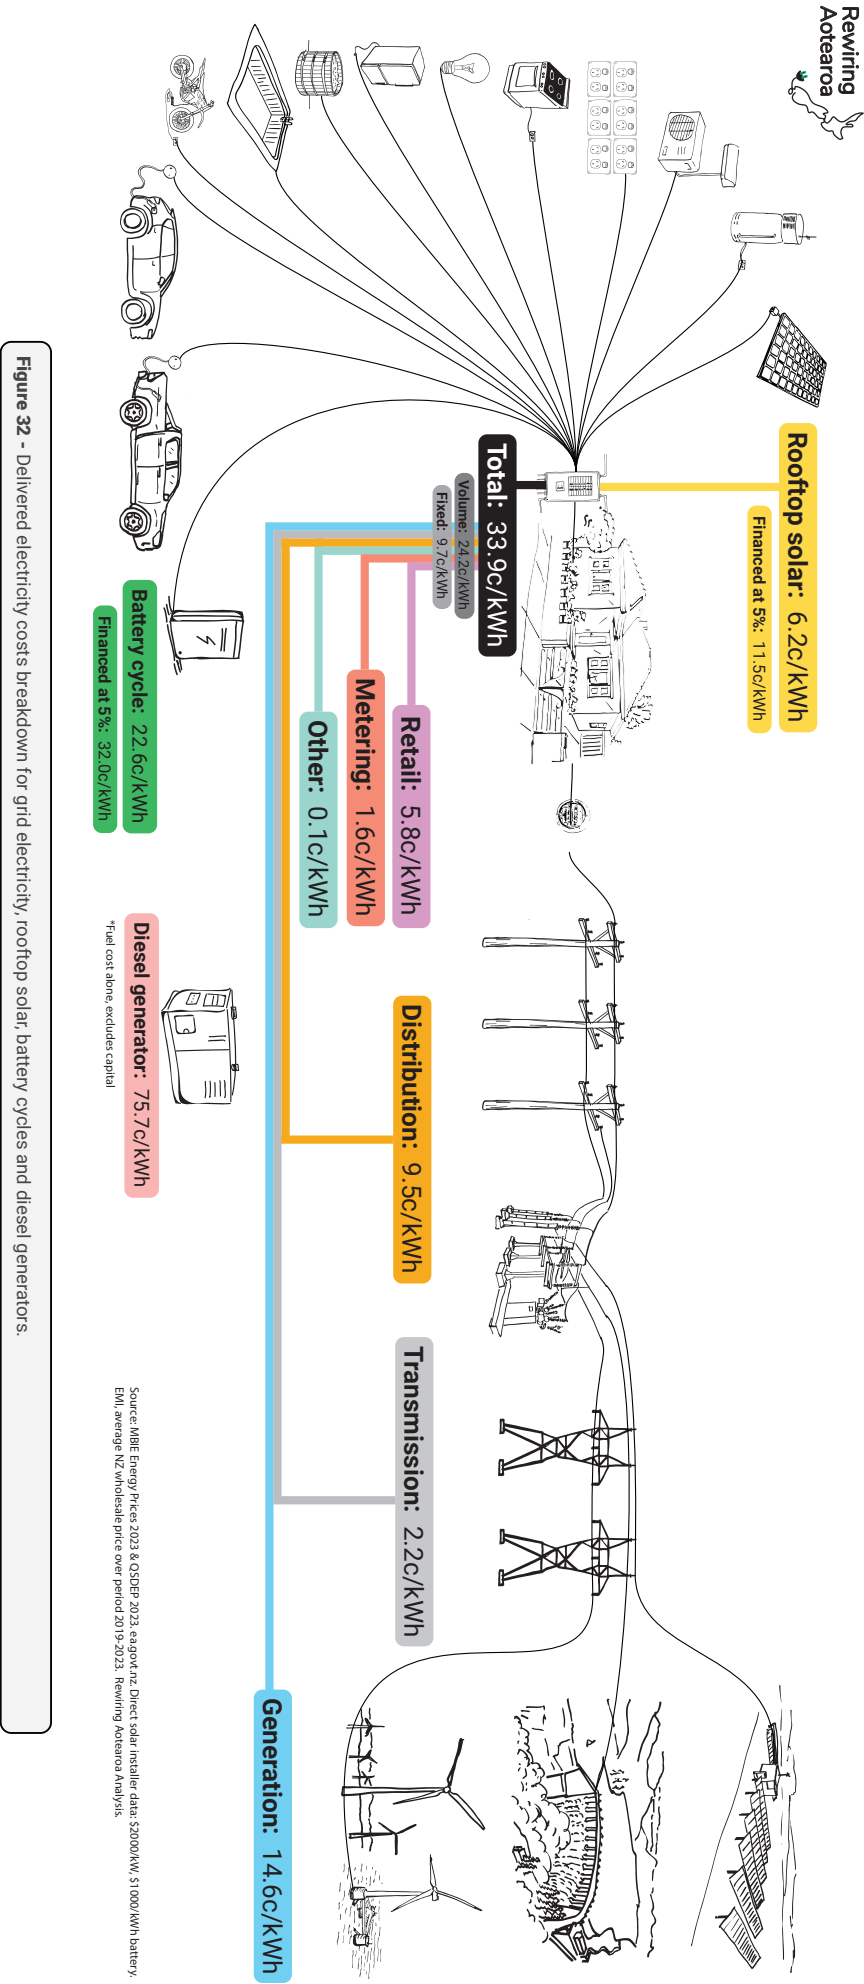 Rewiring
Aotearoa
Rooftop solar: 6.2c/kWh
Financed at 5%: 11.5c/kWh
Total: 33.9c/kWh
Volume: 24.2c/kWh
Fixed: 9.7c/kWh
Retail: 5.8c/kWh
Metering: 1.6c/kWh
Other: 0.1c/kWh
Distribution: 9.5c/kWh
Transmission: 2.2c/kWh
Generation: 14.6c/kWh
Battery cycle: 22.6c/kWh
Financed at 5%: 32.0c/kWh
Diesel generator: 75.7c/kWh
*Fuel cost alone, excludes capital
Source: MBIE Energy Prices 2023 & QSDEP 2023. ea.govt.nz. Direct solar installer data: $2000/kW, $1000/kWh battery.
EMI, average NZ wholesale price over period 2019-2023. Rewiring Aotearoa Analysis.
Figure 32 - Delivered electricity costs breakdown for grid electricity, rooftop solar, battery cycles and diesel generators.